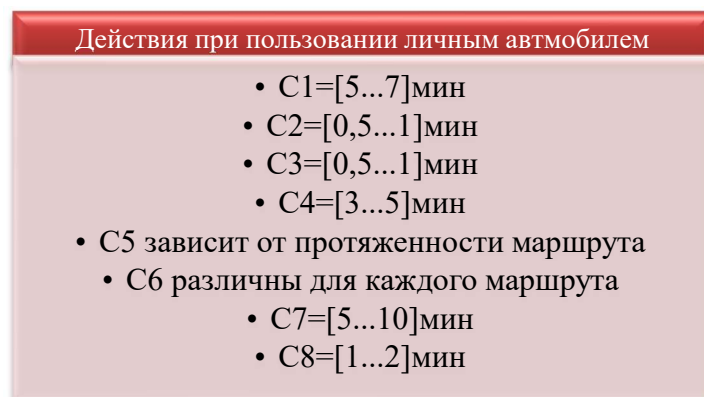 Действия при пользовании личным автмобилем
• С1=[5...7]мин
• С2=[0,5...1]мин
• С3=[0,5...1]мин
• С4=[3...5]мин
• С5 зависит от протяженности маршрута
• С6 различны для каждого маршрута
• С7=[5...10]мин
• С8=[1...2]мин